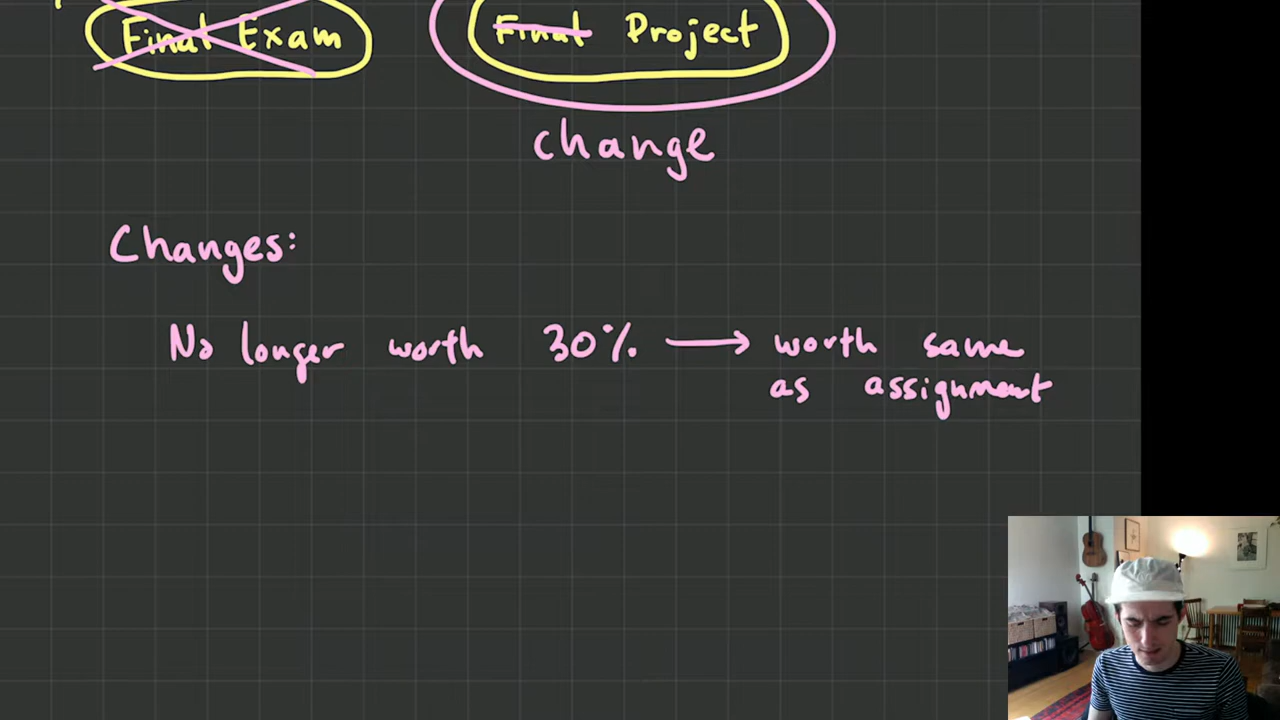 Final Exam
Final Project
change
Changes:
No longer worth 30% → worth same
as assignment